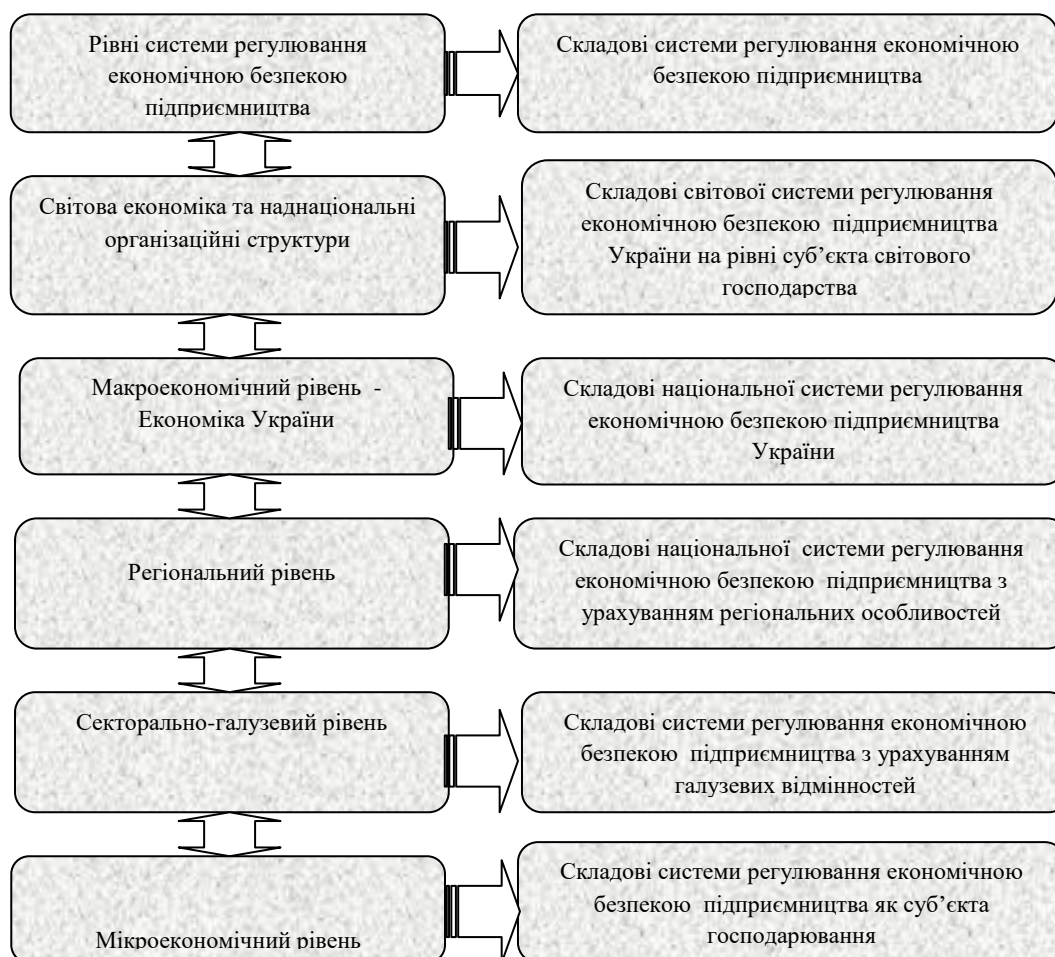 Рівні системи регулювання
економічною безпекою
підприємництва
Складові системи регулювання економічною
безпекою підприємництва
Світова економіка та наднаціональні
організаційні структури
Складові світової системи регулювання
економічною безпекою підприємництва
України на рівні суб’єкта світового
господарства
Макроекономічний рівень -
Економіка України
Складові національної системи регулювання
економічною безпекою підприємництва
України
Регіональний рівень
Складові національної системи регулювання
економічною безпекою підприємництва з
урахуванням регіональних особливостей
Секторально-галузевий рівень
Складові системи регулювання економічною
безпекою підприємництва з урахуванням
галузевих відмінностей
Мікроекономічний рівень
Складові системи регулювання економічною
безпекою підприємництва як суб’єкта
господарювання